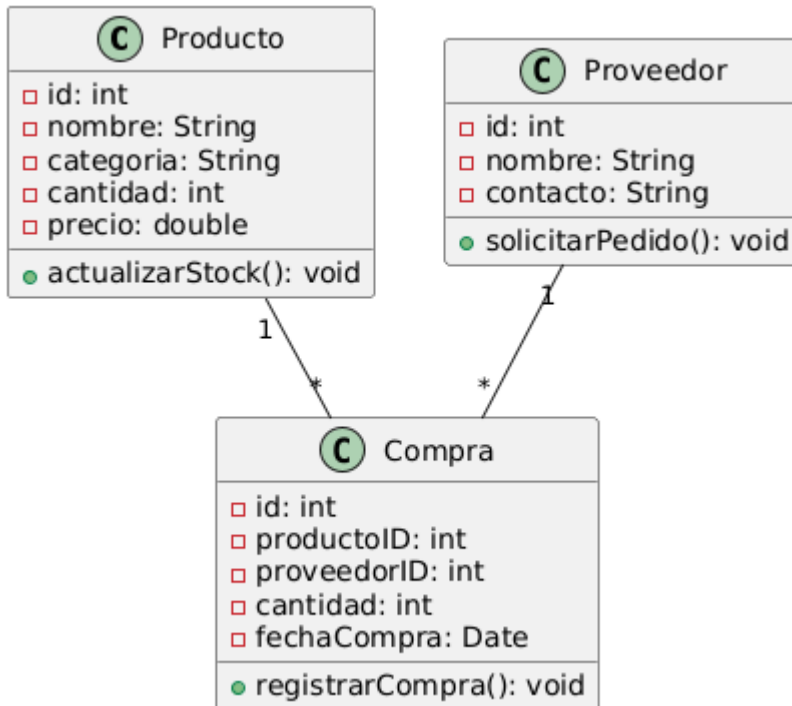 C Producto
id: int
nombre: String
categoria: String
cantidad: int
precio: double
actualizarStock(): void
C Proveedor
id: int
nombre: String
contacto: String
solicitarPedido(): void
1
1
*
*
C Compra
id: int
productoID: int
proveedorID: int
cantidad: int
fechaCompra: Date
registrarCompra(): void